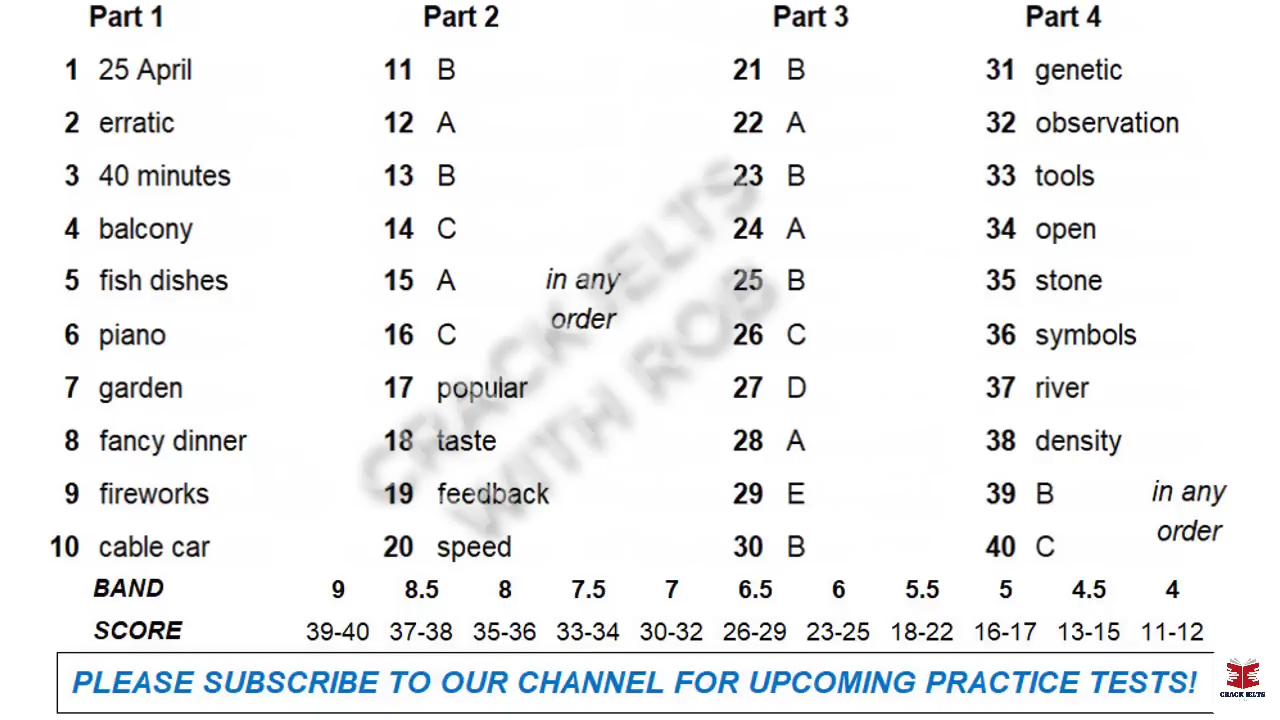 Part 1 Part 2 Part 3 Part 4
1 25 April 11 B 21 B 31 genetic
2 erratic 12 A 22 A 32 observation
3 40 minutes 13 B 23 B 33 tools
4 balcony 14 C 24 A 34 open
5 fish dishes 15 A in any 25 B 35 stone
order
6 piano 16 C 26 C 36 symbols
7 garden 17 popular 27 D 37 river
8 fancy dinner 18 taste 28 A 38 density
9 fireworks 19 feedback 29 E 39 B in any
order
10 cable car 20 speed 30 B 40 C
BAND 9 8.5 8 7.5 7 6.5 6 5.5 5 4.5 4
SCORE 39-40 37-38 35-36 33-34 30-32 26-29 23-25 18-22 16-17 13-15 11-12
PLEASE SUBSCRIBE TO OUR CHANNEL FOR UPCOMING PRACTICE TESTS!
CRACK IELTS
CRACK IELTS
WITH ROB